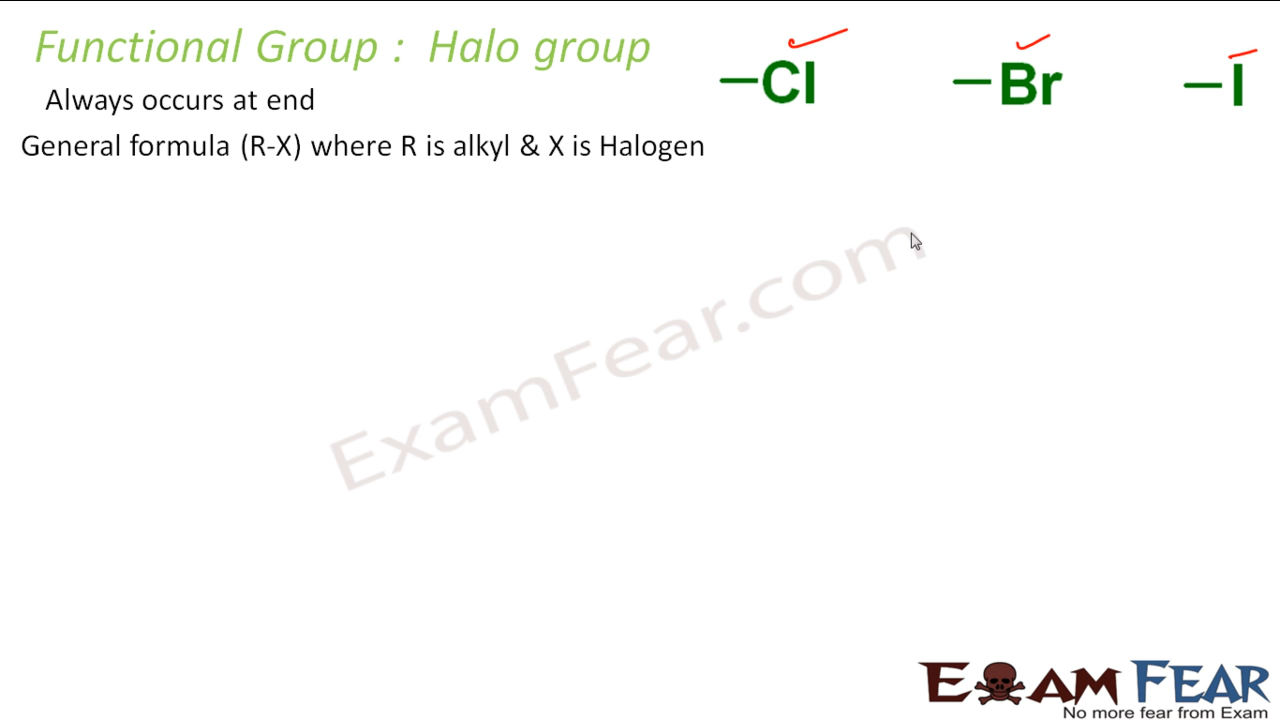 Functional Group : Halo group
–Cl
–Br
–I
Always occurs at end
General formula (R-X) where R is alkyl & X is Halogen
ExamFear.com
EXAM FEAR
No more fear from Exam